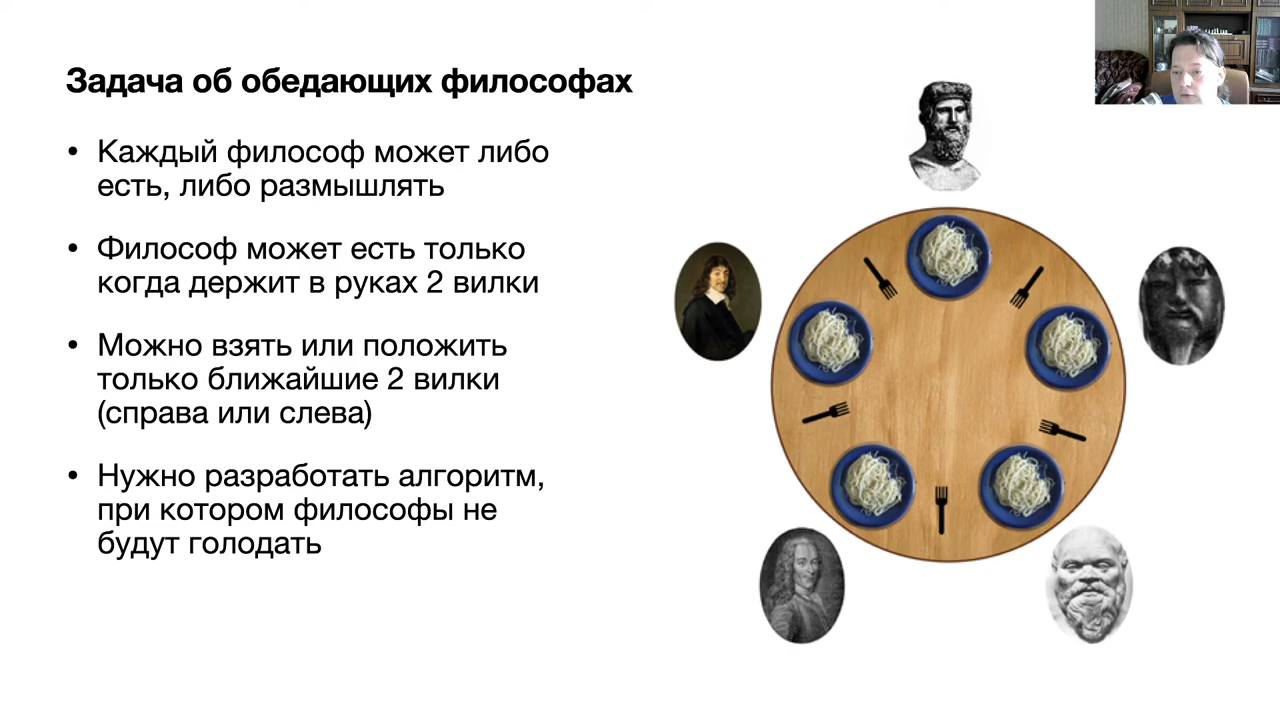 Задача об обедающих философах
• Каждый философ может либо
есть, либо размышлять
• Философ может есть только
когда держит в руках 2 вилки
• Можно взять или положить
только ближайшие 2 вилки
(справа или слева)
• Нужно разработать алгоритм,
при котором философы не
будут голодать